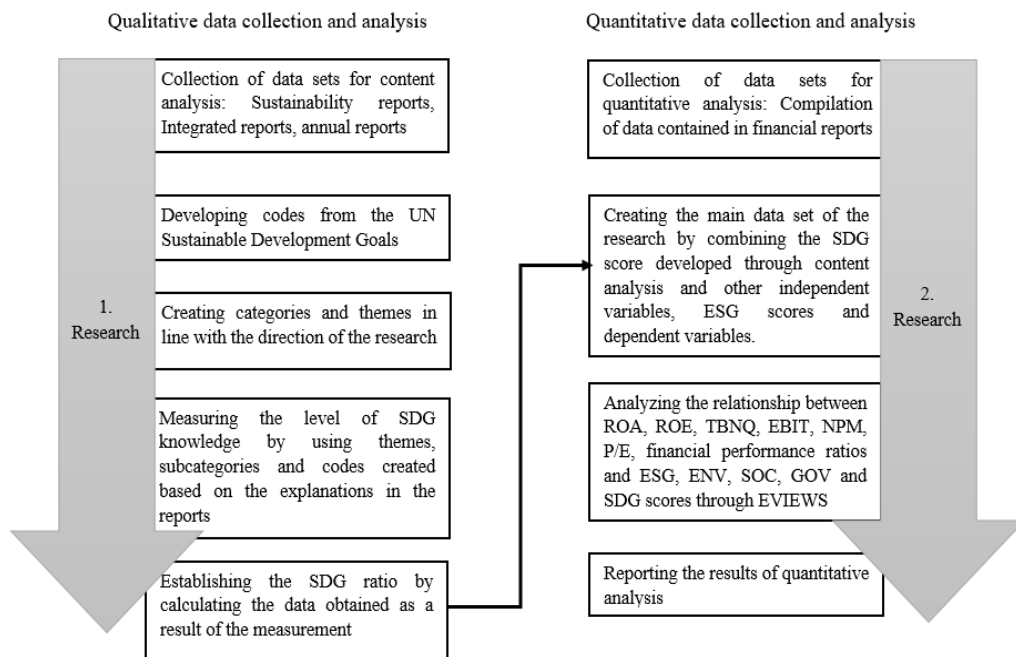 Qualitative data collection and analysis
Collection of data sets for content
analysis: Sustainability reports,
Integrated reports, annual reports
Developing codes from the UN
Sustainable Development Goals
1.
Research
Creating categories and themes in
line with the direction of the research
Measuring the level of SDG
knowledge by using themes,
subcategories and codes created
based on the explanations in the
reports
Establishing the SDG ratio by
calculating the data obtained as a
result of the measurement
Quantitative data collection and analysis
Collection of data sets for
quantitative analysis: Compilation
of data contained in financial reports
Creating the main data set of the
research by combining the SDG
score developed through content
analysis and other independent
variables, ESG scores and
dependent variables.
2.
Research
Analyzing the relationship between
ROA, ROE, TBNQ, EBIT, NPM,
P/E, financial performance ratios
and ESG, ENV, SOC, GOV and
SDG scores through EVIEWS
Reporting the results of quantitative
analysis